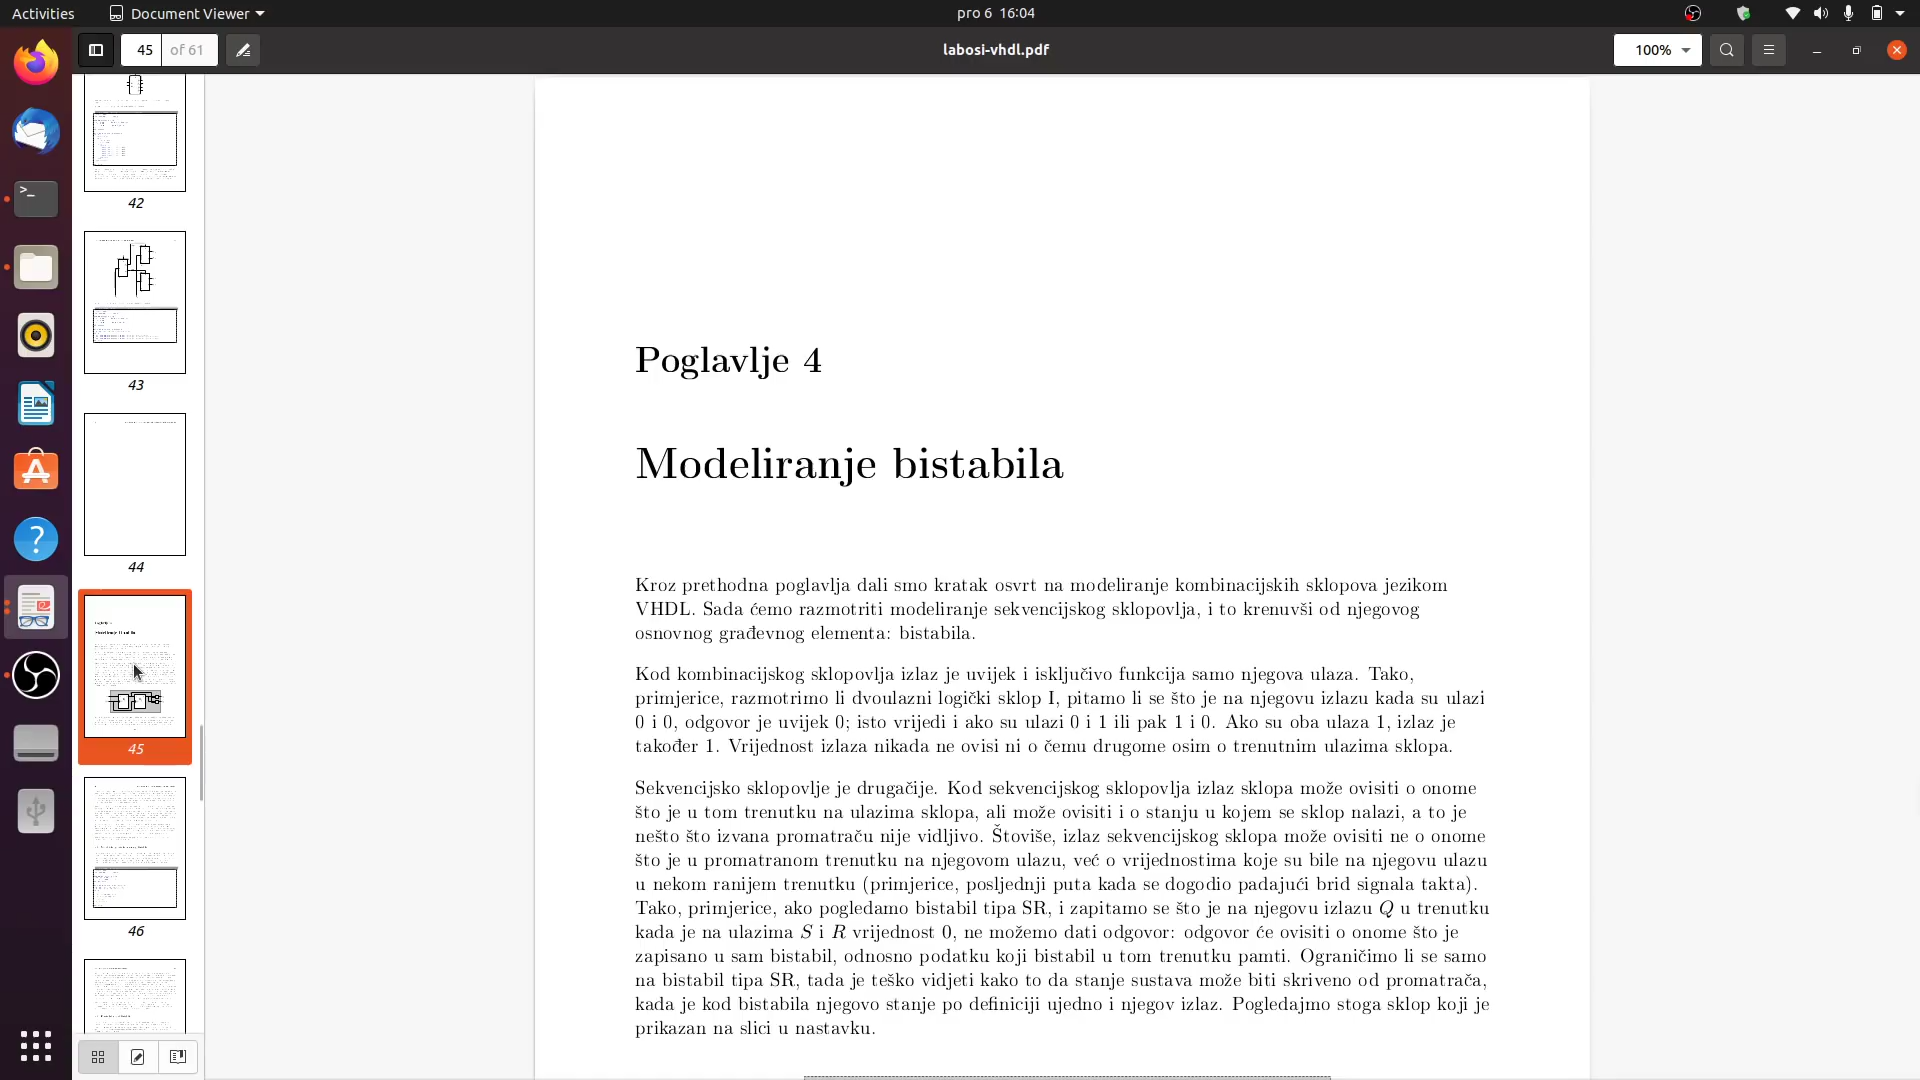 Activities
Document Viewer
pro 6 16:04
45 of 61
labosi-vhdl.pdf
100%
42
43
44
45
46
Poglavlje 4
Modeliranje bistabila
Kroz prethodna poglavlja dali smo kratak osvrt na modeliranje kombinacijskih sklopova jezikom
VHDL. Sada ćemo razmotriti modeliranje sekvencijskog sklopovlja, i to krenuvši od njegovog
osnovnog građevnog elementa: bistabila.
Kod kombinacijskog sklopovlja izlaz je uvijek i isključivo funkcija samo njegova ulaza. Tako,
primjerice, razmotrimo li dvoulazni logički sklop I, pitamo li se što je na njegovu izlazu kada su ulazi
0 i 0, odgovor je uvijek 0; isto vrijedi i ako su ulazi 0 i 1 ili pak 1 i 0. Ako su oba ulaza 1, izlaz je
također 1. Vrijednost izlaza nikada ne ovisi ni o čemu drugome osim o trenutnim ulazima sklopa.
Sekvencijsko sklopovlje je drugačije. Kod sekvencijskog sklopovlja izlaz sklopa može ovisiti o onome
što je u tom trenutku na ulazima sklopa, ali može ovisiti i o stanju u kojem se sklop nalazi, a to je
nešto što izvana promatraču nije vidljivo. Štoviše, izlaz sekvencijskog sklopa može ovisiti ne o onome
što je u promatranom trenutku na njegovom ulazu, već o vrijednostima koje su bile na njegovu ulazu
u nekom ranijem trenutku (primjerice, posljednji puta kada se dogodio padajući brid signala takta).
Tako, primjerice, ako pogledamo bistabil tipa SR, i zapitamo se što je na njegovu izlazu Q u trenutku
kada je na ulazima S i R vrijednost 0, ne možemo dati odgovor: odgovor će ovisiti o onome što je
zapisano u sam bistabil, odnosno podatku koji bistabil u tom trenutku pamti. Ograničimo li se samo
na bistabil tipa SR, tada je teško vidjeti kako to da stanje sustava može biti skriveno od promatrača,
kada je kod bistabila njegovo stanje po definiciji ujedno i njegov izlaz. Pogledajmo stoga sklop koji je
prikazan na slici u nastavku.